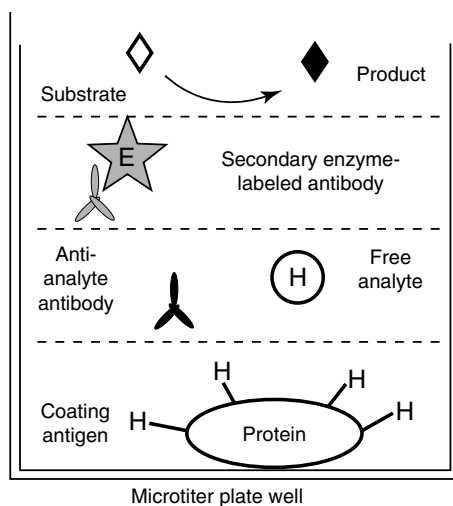 Substrate
Product
E
Secondary enzyme-
labeled antibody
Anti-
analyte
antibody
H
Free
analyte
Coating
antigen
H
H
H
H
Protein
Microtiter plate well